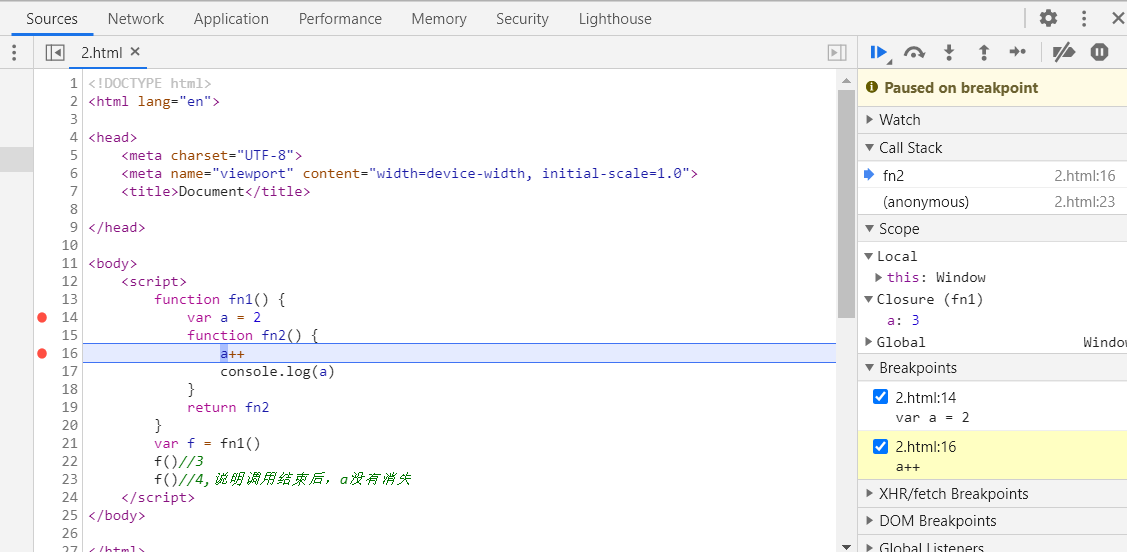 Sources Network Application Performance Memory Security Lighthouse
2.html
1 <!DOCTYPE html>
2 <html lang="en">
3
4 <head>
5 <meta charset="UTF-8">
6 <meta name="viewport" content="width=device-width, initial-scale=1.0">
7 <title>Document</title>
8
9 </head>
10
11 <body>
12 <script>
13 function fn1() {
14 var a = 2
15 function fn2() {
16 a++
17 console.log(a)
18 }
19 return fn2
20 }
21 var f = fn1()
22 f()//3
23 f()//4,说明调用结束后，a没有消失
24 </script>
25 </body>
26
27 </html>
Paused on breakpoint
Watch
Call Stack
fn2 2.html:16
(anonymous) 2.html:23
Scope
Local
this: Window
Closure (fn1)
a: 3
Global Window
Breakpoints
2.html:14
var a = 2
2.html:16
a++
XHR/fetch Breakpoints
DOM Breakpoints
Global Listeners